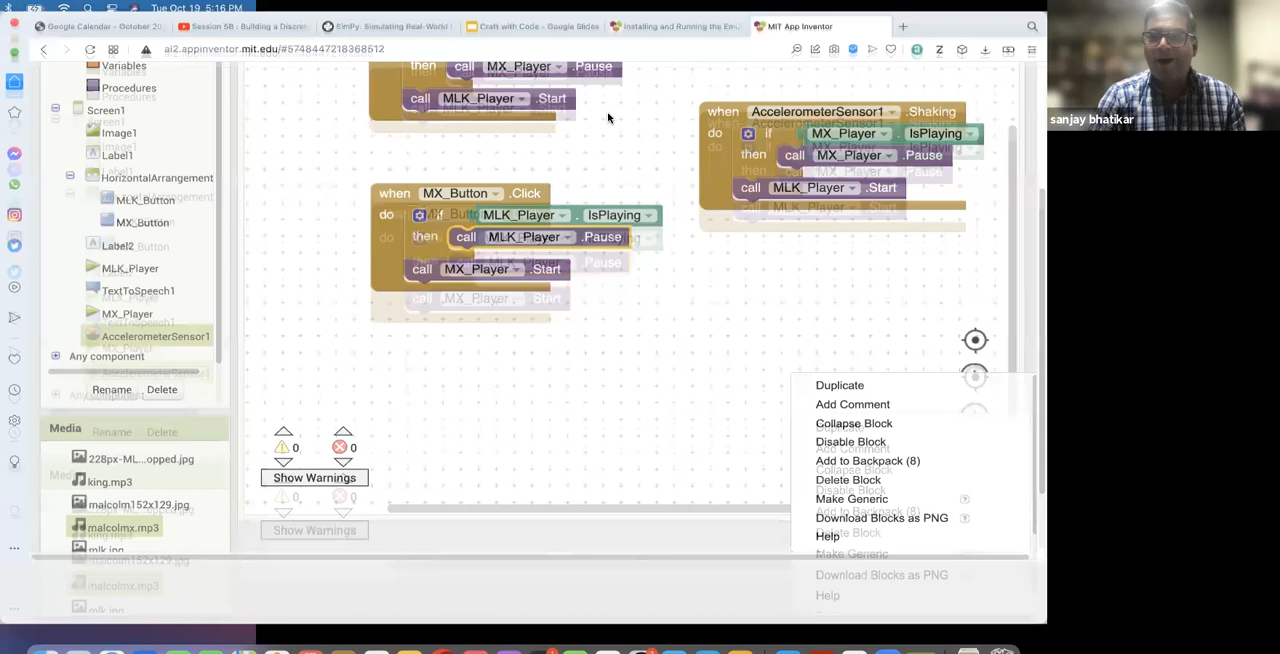 Tue Oct 19 5:16 PM
Google Calendar - October 20
Session 5B : Building a Discre
SimPy: Simulating Real-World
Craft with Code - Google Slides
Installing and Running the Em
MIT App Inventor
ai2.appinventor.mit.edu/#5748447218368512
sanjay bhatikar
Variables
Procedures
Screen1
Image1
Label1
HorizontalArrangement
MLK_Button
MX_Button
Label2
MLK_Player
TextToSpeech1
MX_Player
AccelerometerSensor1
Any component
Rename Delete
Media
228px-ML...opped.jpg
king.mp3
malcolm152x129.jpg
malcolmx.mp3
mlk.jpg
then call MX_Player .Pause
call MLK_Player .Start
when MX_Button .Click
do if MLK_Player . IsPlaying
then call MLK_Player .Pause
call MX_Player .Start
when AccelerometerSensor1 .Shaking
do if MX_Player . IsPlaying
then call MX_Player .Pause
call MLK_Player .Start
0 0
Show Warnings
Duplicate
Add Comment
Collapse Block
Disable Block
Add to Backpack (8)
Delete Block
Make Generic
Download Blocks as PNG
Help